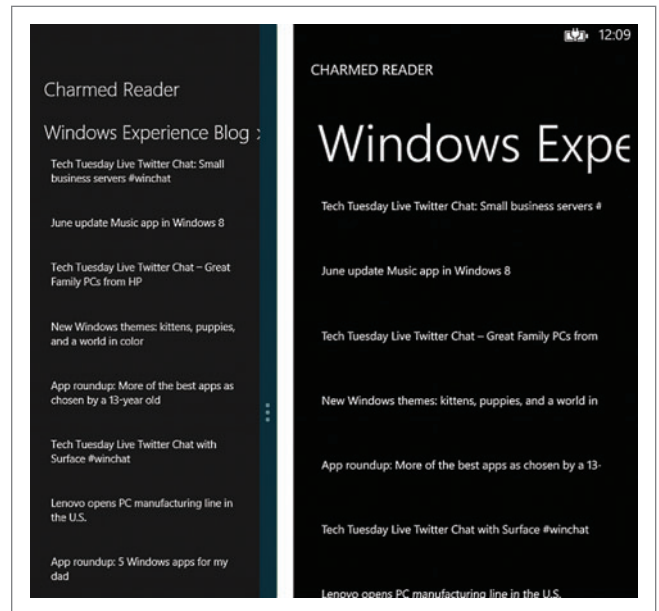 Charmed Reader
Windows Experience Blog ›
Tech Tuesday Live Twitter Chat: Small
business servers #winchat
June update Music app in Windows 8
Tech Tuesday Live Twitter Chat – Great
Family PCs from HP
New Windows themes: kittens, puppies,
and a world in color
App roundup: More of the best apps as
chosen by a 13-year old
Tech Tuesday Live Twitter Chat with
Surface #winchat
Lenovo opens PC manufacturing line in
the U.S.
App roundup: 5 Windows apps for my
dad
12:09
CHARMED READER
Windows Expe
Tech Tuesday Live Twitter Chat: Small business servers #
June update Music app in Windows 8
Tech Tuesday Live Twitter Chat – Great Family PCs from
New Windows themes: kittens, puppies, and a world in
App roundup: More of the best apps as chosen by a 13-
Tech Tuesday Live Twitter Chat with Surface #winchat
Lenovo opens PC manufacturing line in the U.S.